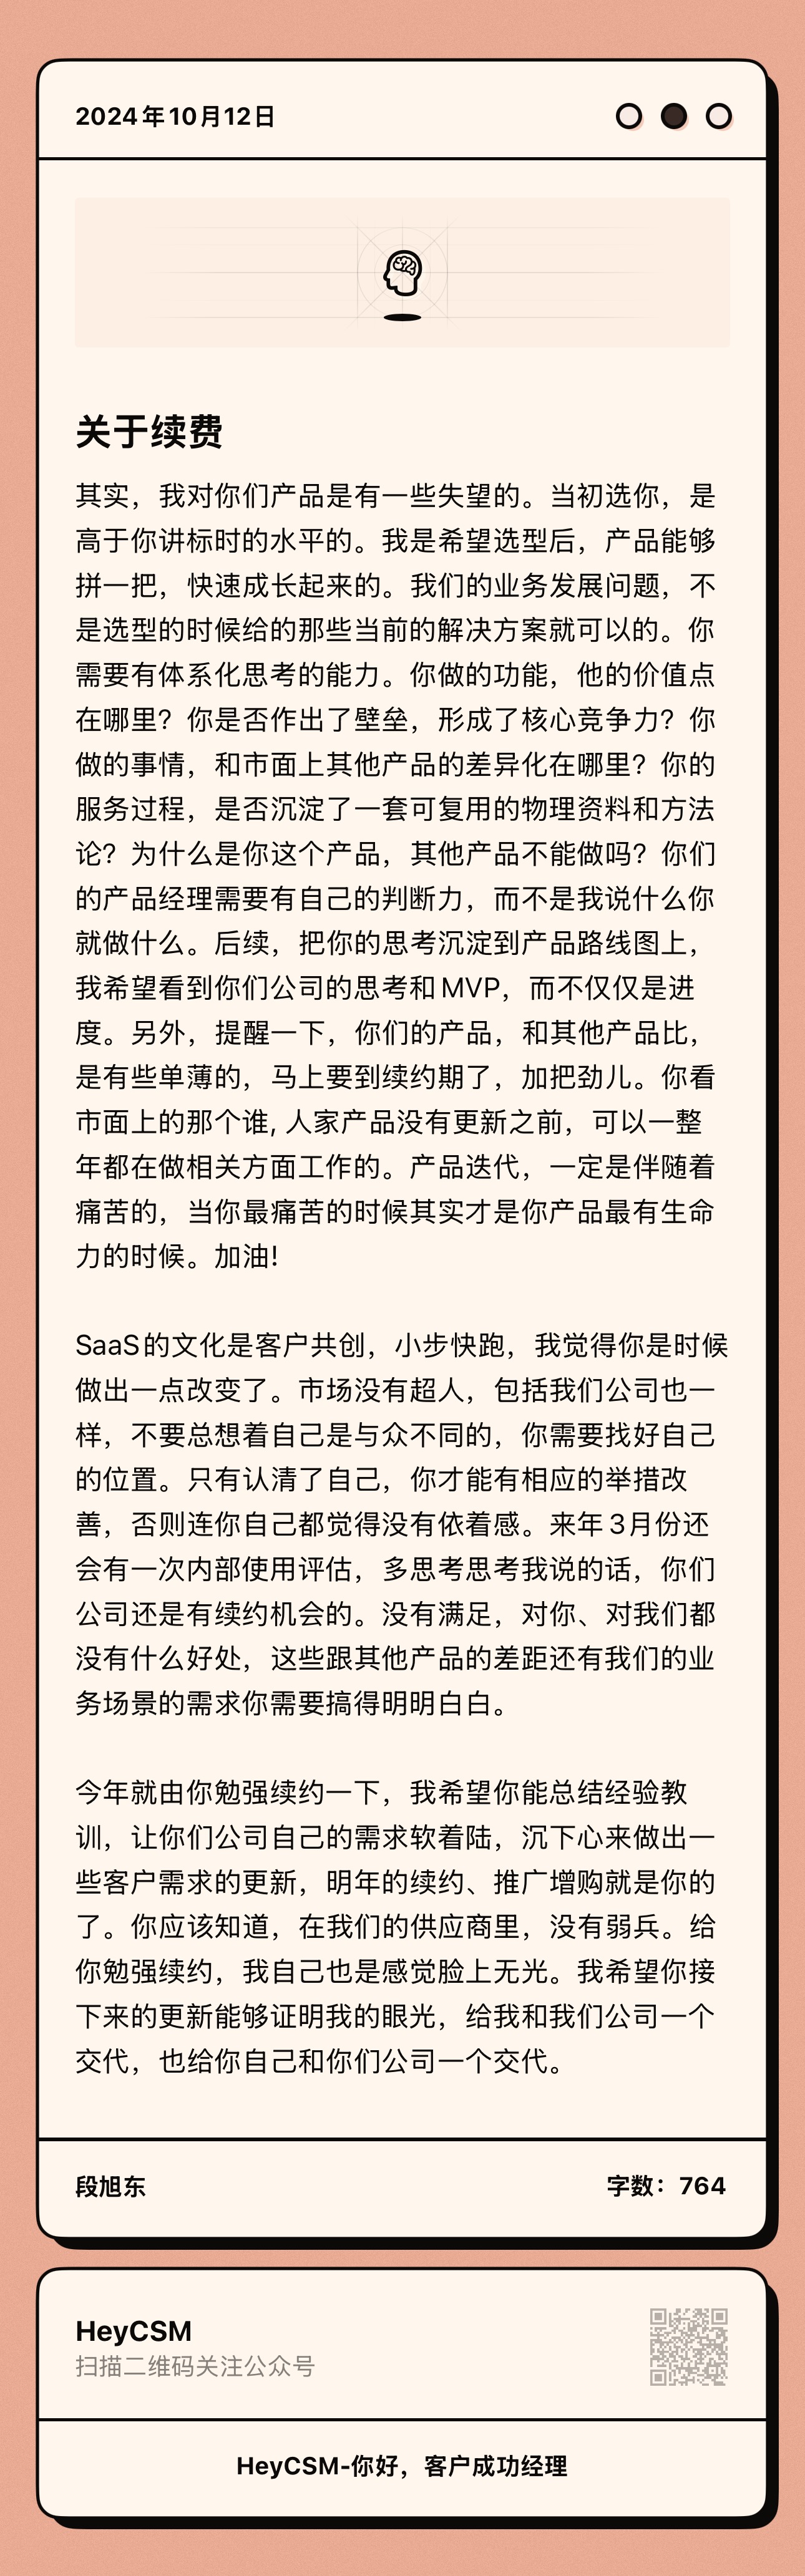 2024年10月12日
关于续费
其实，我对你们产品是有一些失望的。当初选你，是
高于你讲标时的水平的。我是希望选型后，产品能够
拼一把，快速成长起来的。我们的业务发展问题，不
是选型的时候给的那些当前的解决方案就可以的。你
需要有体系化思考的能力。你做的功能，他的价值点
在哪里？你是否作出了壁垒，形成了核心竞争力？你
做的事情，和市面上其他产品的差异化在哪里？你的
服务过程，是否沉淀了一套可复用的物理资料和方法
论？为什么是你这个产品，其他产品不能做吗？你们
的产品经理需要有自己的判断力，而不是我说什么你
就做什么。后续，把你的思考沉淀到产品路线图上，
我希望看到你们公司的思考和MVP，而不仅仅是进
度。另外，提醒一下，你们的产品，和其他产品比，
是有些单薄的，马上要到续约期了，加把劲儿。你看
市面上的那个谁, 人家产品没有更新之前，可以一整
年都在做相关方面工作的。产品迭代，一定是伴随着
痛苦的，当你最痛苦的时候其实才是你产品最有生命
力的时候。加油!
SaaS的文化是客户共创，小步快跑，我觉得你是时候
做出一点改变了。市场没有超人，包括我们公司也一
样，不要总想着自己是与众不同的，你需要找好自己
的位置。只有认清了自己，你才能有相应的举措改
善，否则连你自己都觉得没有依着感。来年3月份还
会有一次内部使用评估，多思考思考我说的话，你们
公司还是有续约机会的。没有满足，对你、对我们都
没有什么好处，这些跟其他产品的差距还有我们的业
务场景的需求你需要搞得明明白白。
今年就由你勉强续约一下，我希望你能总结经验教
训，让你们公司自己的需求软着陆，沉下心来做出一
些客户需求的更新，明年的续约、推广增购就是你的
了。你应该知道，在我们的供应商里，没有弱兵。给
你勉强续约，我自己也是感觉脸上无光。我希望你接
下来的更新能够证明我的眼光，给我和我们公司一个
交代，也给你自己和你们公司一个交代。
段旭东
字数：764
HeyCSM
扫描二维码关注公众号
HeyCSM-你好，客户成功经理